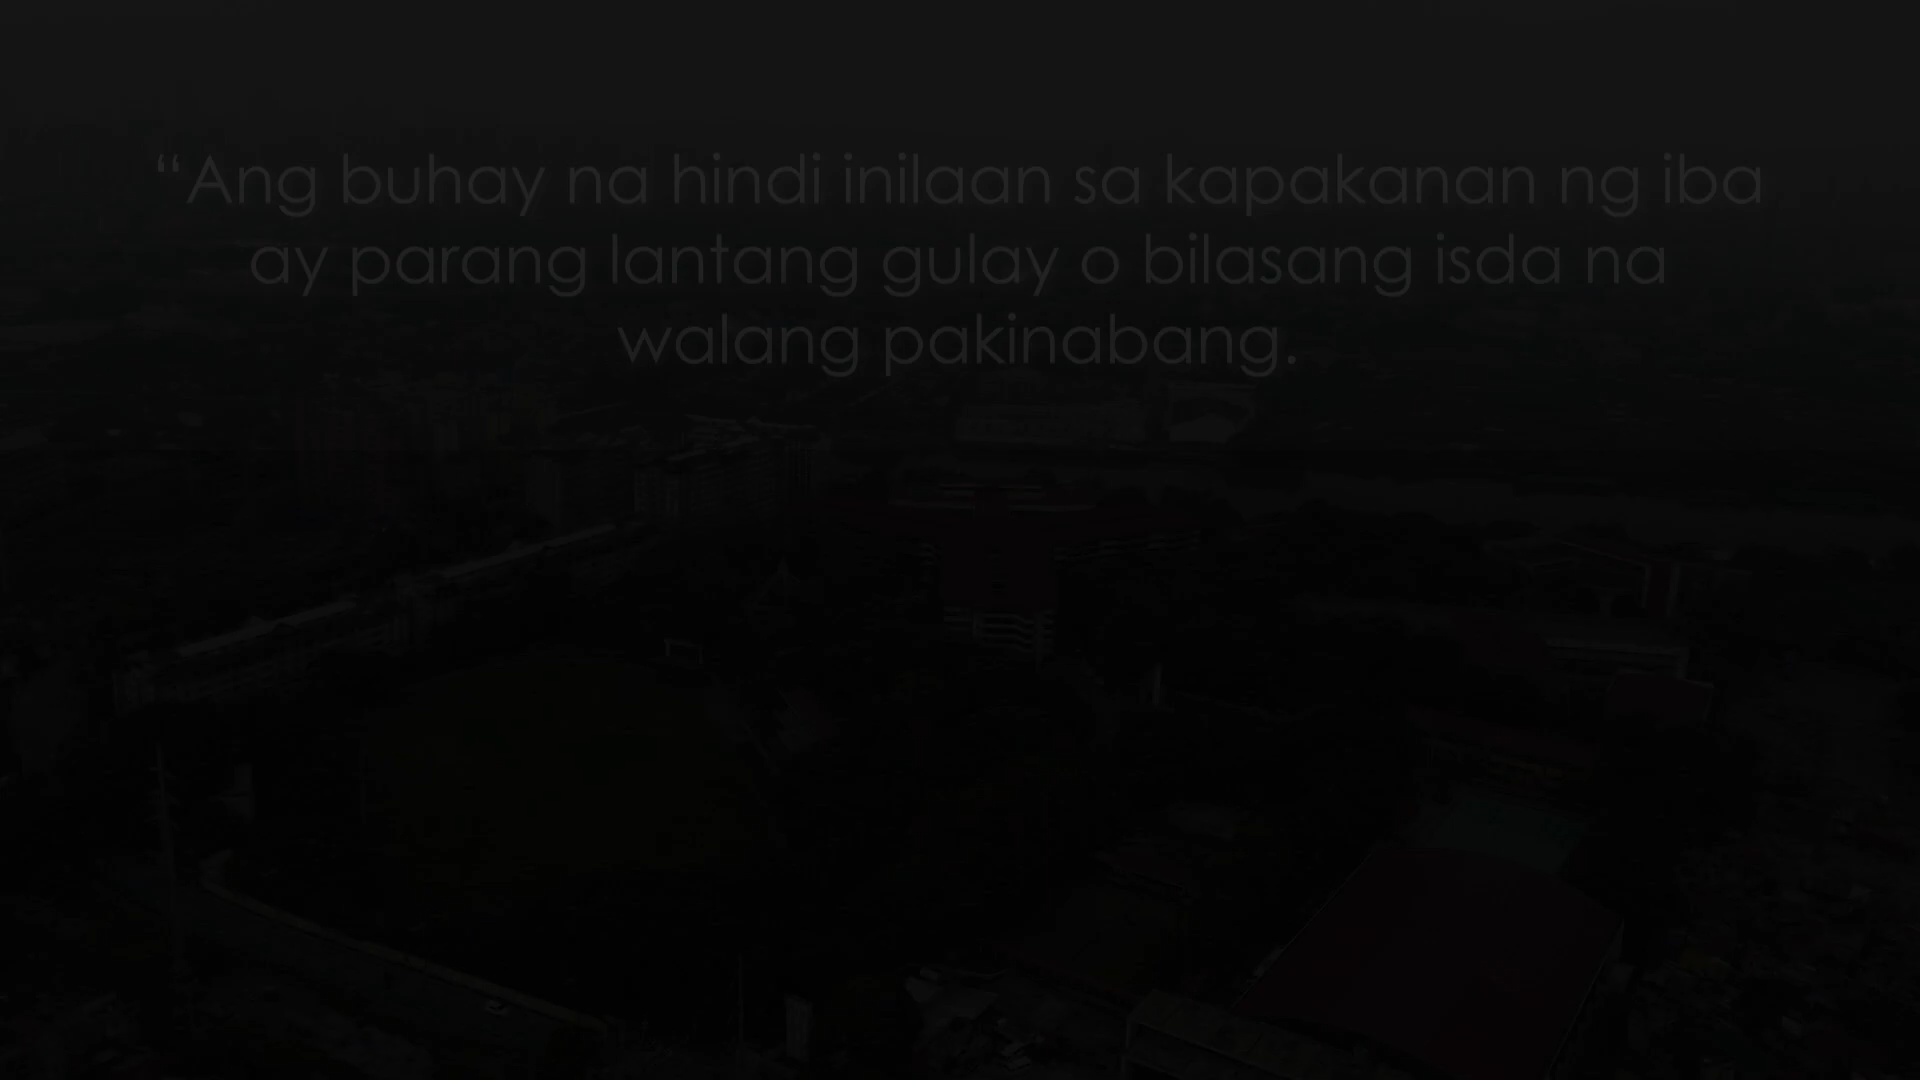 “Ang buhay na hindi inilaan sa kapakanan ng iba
ay parang lantang gulay o bilasang isda na
walang pakinabang.